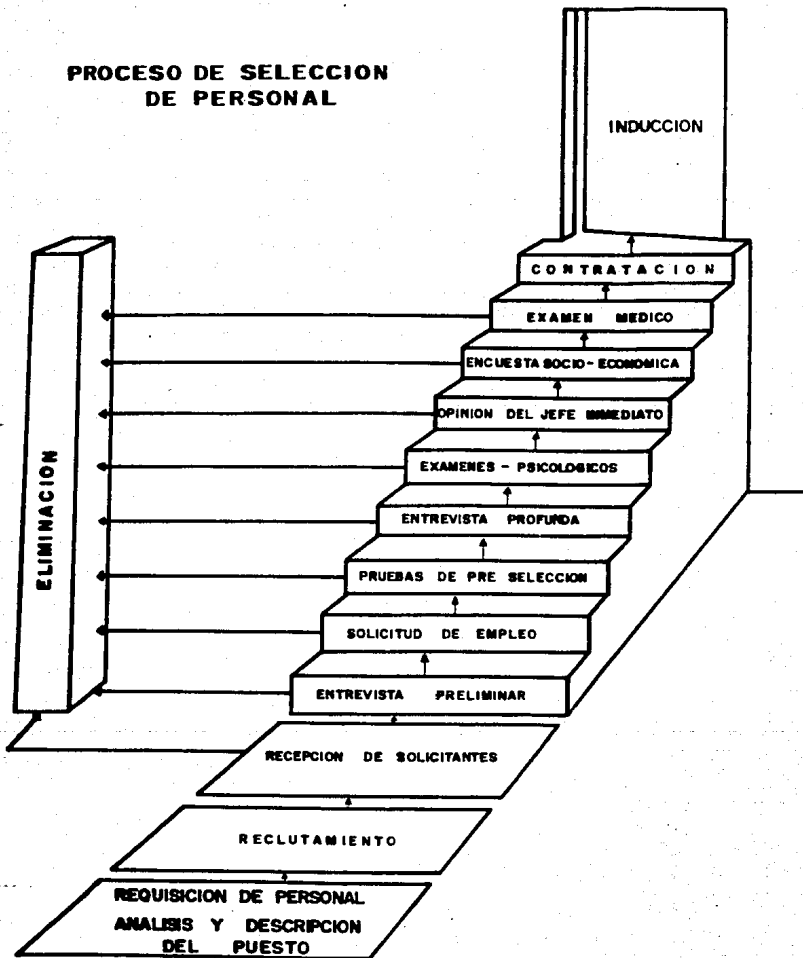 PROCESO DE SELECCION
DE PERSONAL
INDUCCION
CONTRATACION
EXAMEN MEDICO
ENCUESTA SOCIO-ECONOMICA
OPINION DEL JEFE INMEDIATO
EXAMENES - PSICOLOGICOS
ENTREVISTA PROFUNDA
PRUEBAS DE PRE SELECCION
SOLICITUD DE EMPLEO
ENTREVISTA PRELIMINAR
RECEPCION DE SOLICITANTES
RECLUTAMIENTO
REQUISICION DE PERSONAL
ANALISIS Y DESCRIPCION
DEL PUESTO
ELIMINACION